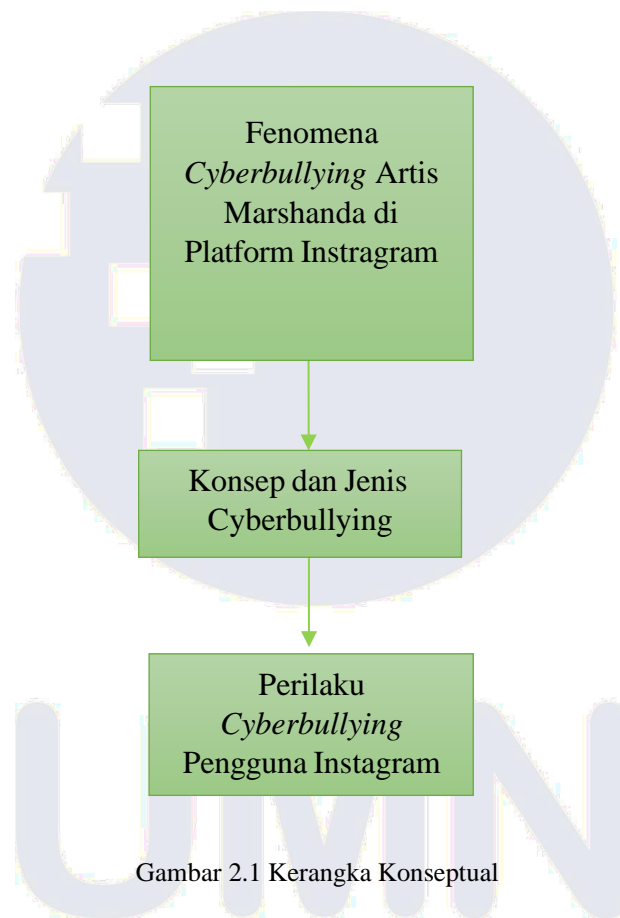 Fenomena
Cyberbullying Artis
Marshanda di
Platform Instragram
Konsep dan Jenis
Cyberbullying
Perilaku
Cyberbullying
Pengguna Instagram
UMN
Gambar 2.1 Kerangka Konseptual